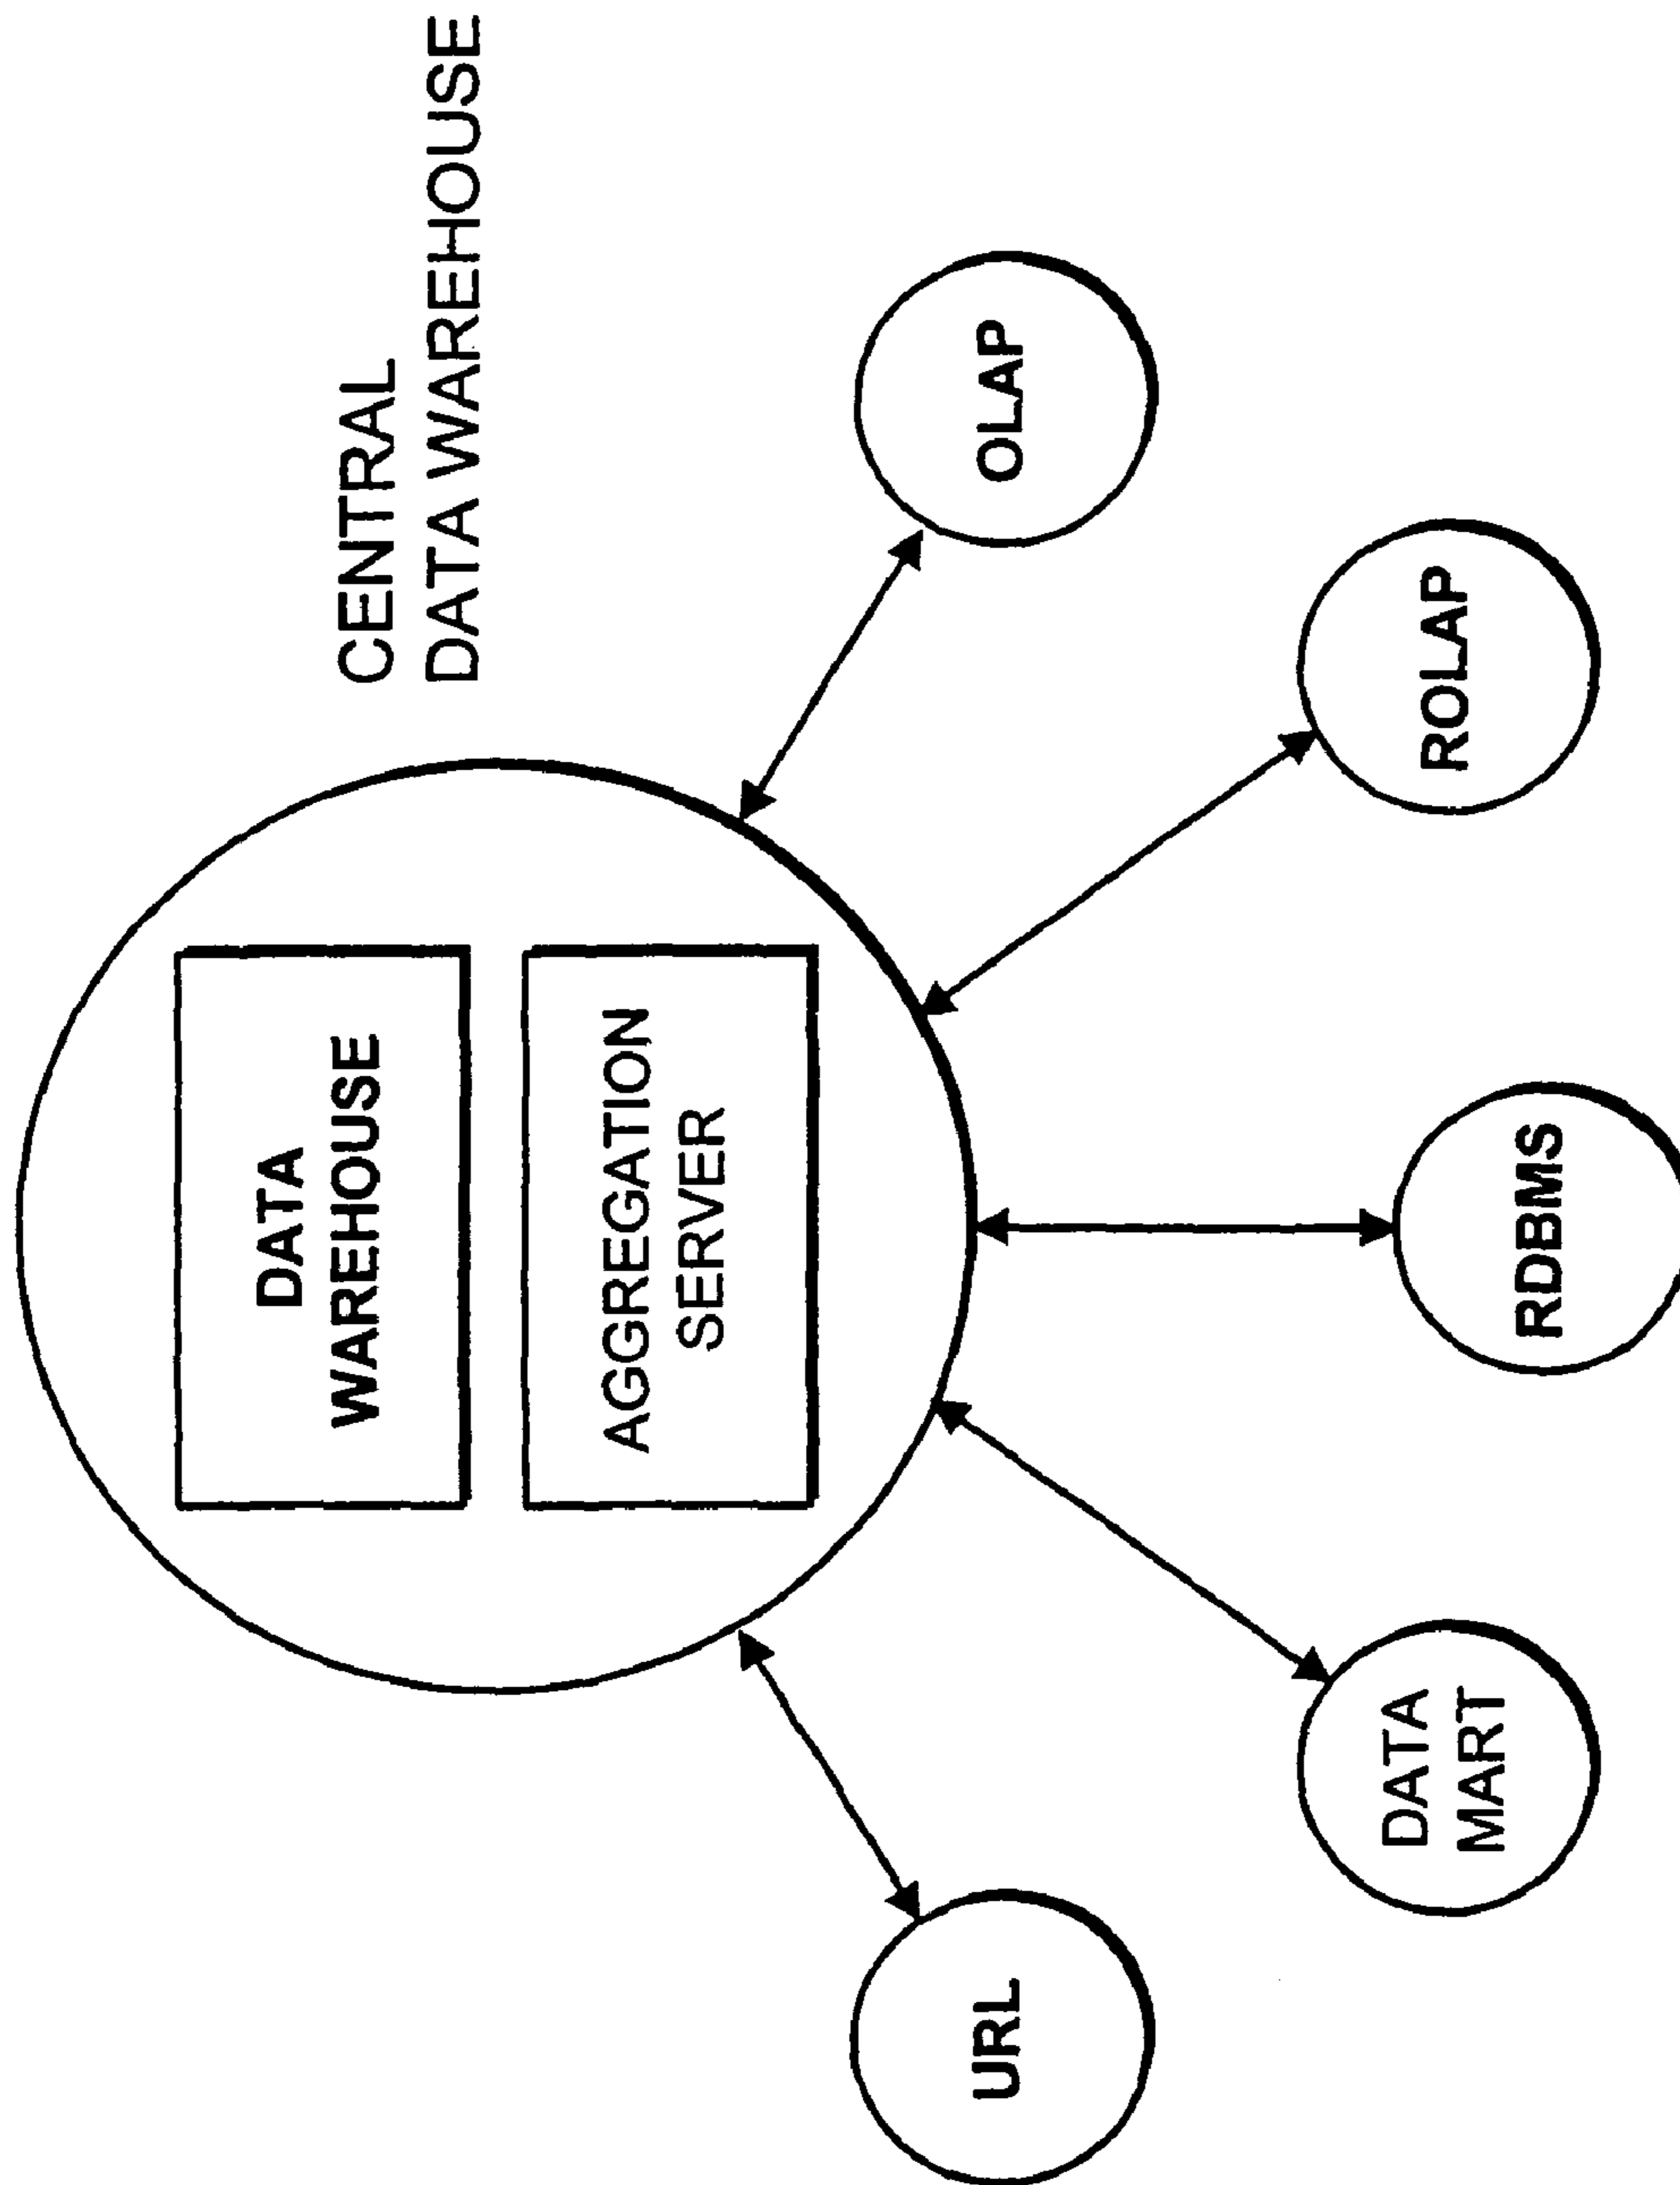 CENTRAL
DATA WAREHOUSE
DATA
WAREHOUSE
AGGREGATION
SERVER
URL
DATA
MART
RDBMS
ROLAP
OLAP